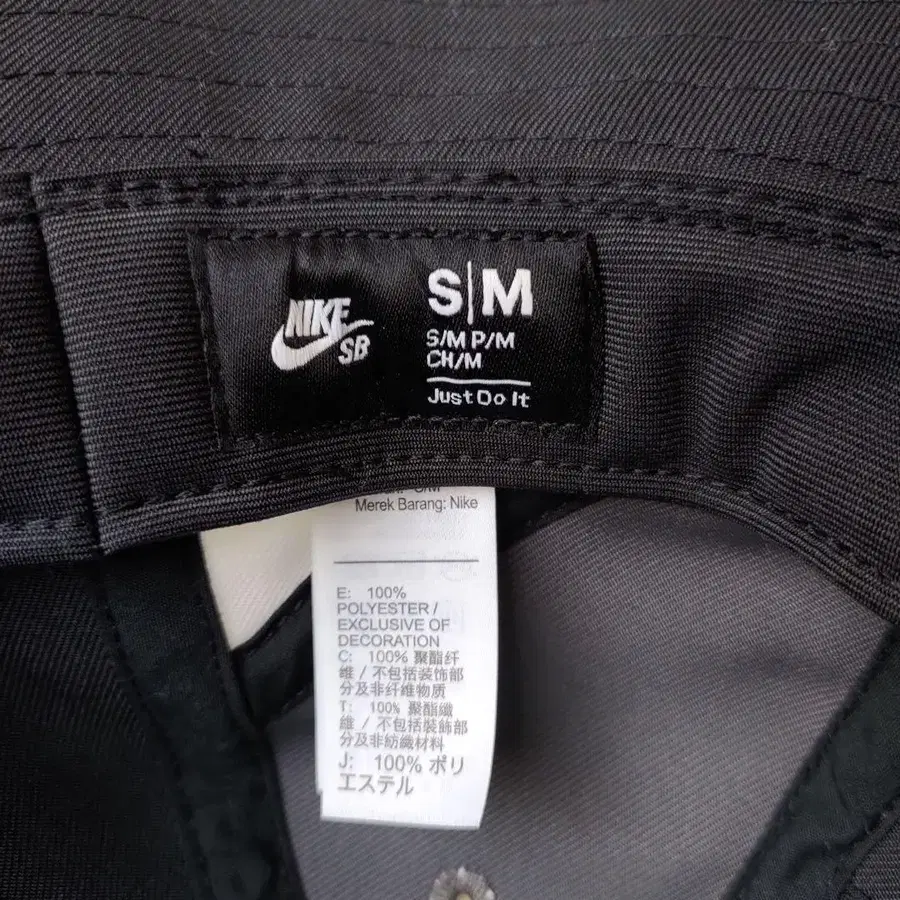 NIKE
SB
S|M
S/M P/M
CH/M
Just Do It
S/M
Merek Barang: Nike
E: 100%
POLYESTER /
EXCLUSIVE OF
DECORATION
C: 100% 聚酯纤
维 / 不包括装饰部
分及非纤维物质
T: 100% 聚酯纖
維 / 不包括裝飾部
分及非紡織材料
J: 100% ポリ
エステル